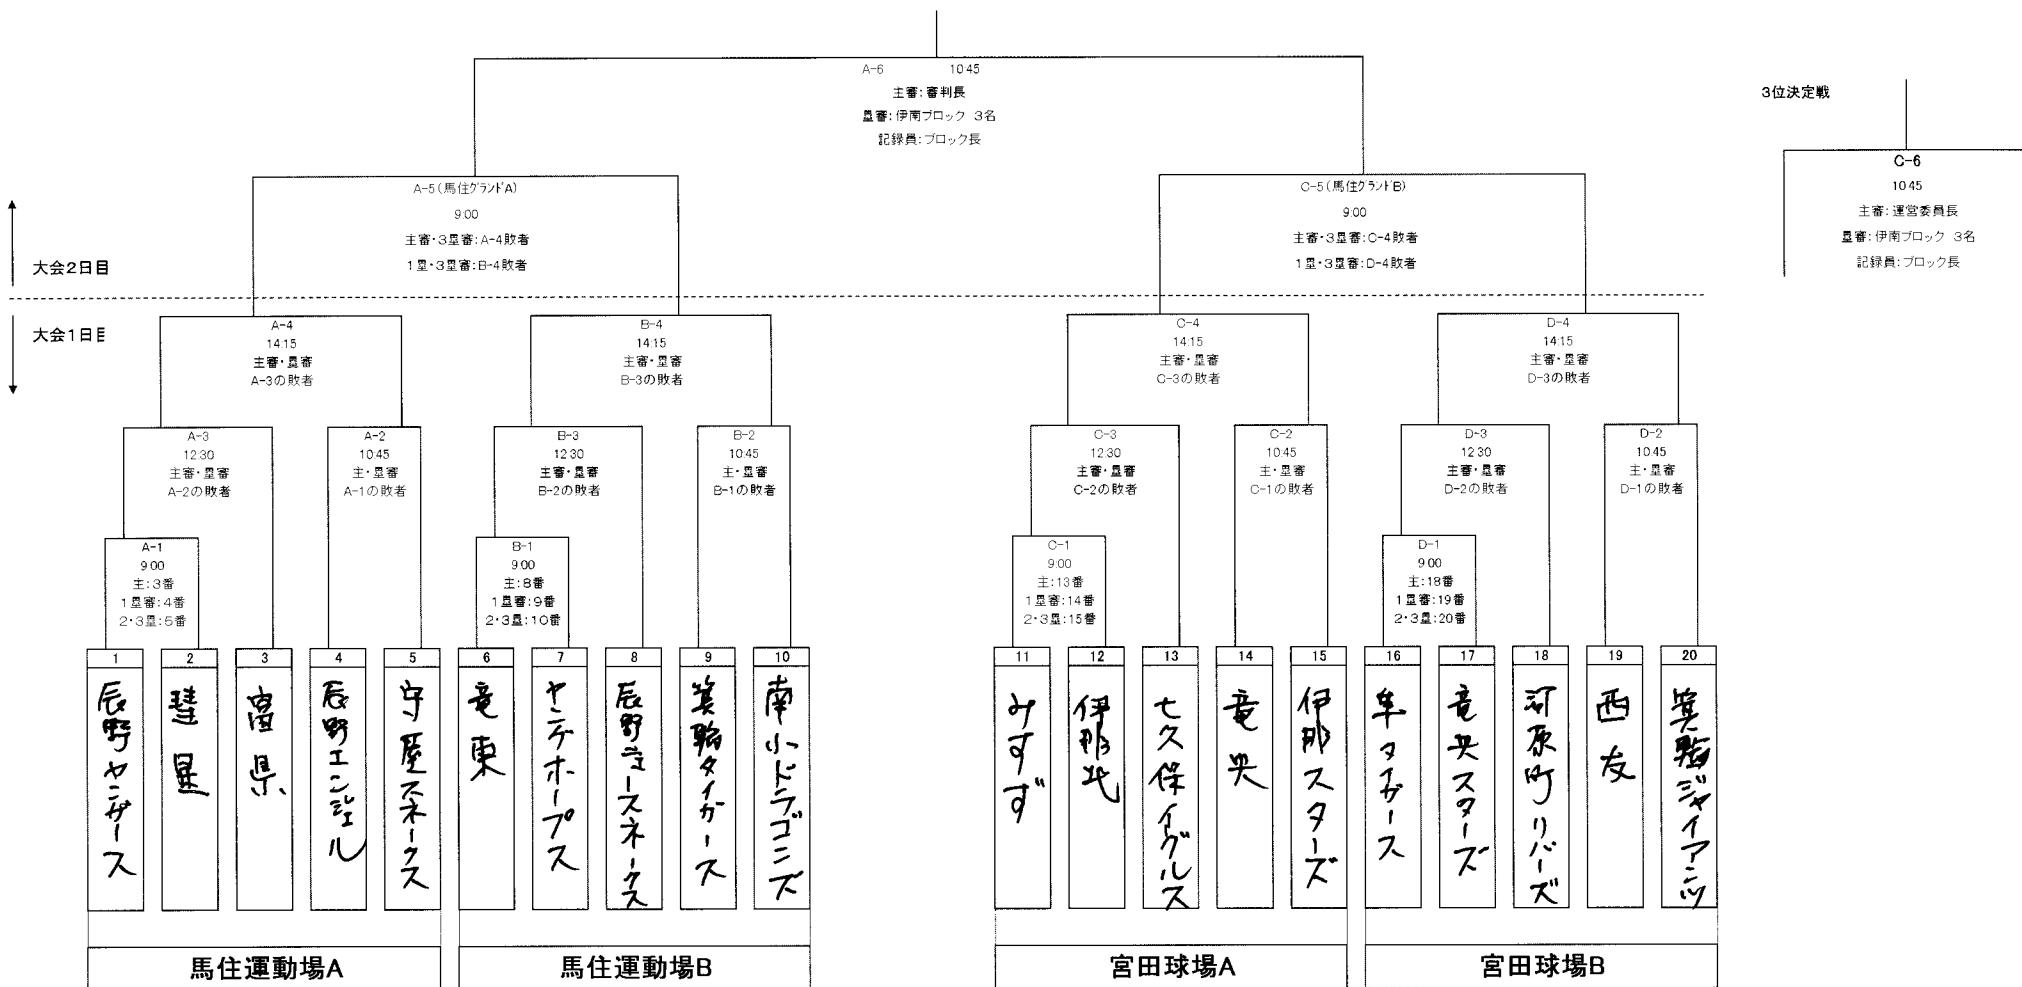 A-6 10:45
主審:審判長
塁審:伊南ブロック 3名
記録員:ブロック長
3位決定戦
C-6
10:45
主審:運営委員長
塁審:伊南ブロック 3名
記録員:ブロック長
A-5(馬住グランドA)
9:00
主審・3塁審:A-4敗者
1塁・3塁審:B-4敗者
C-5(馬住グランドB)
9:00
主審・3塁審:C-4敗者
1塁・3塁審:D-4敗者
大会2日目
大会1日目
A-4
14:15
主審・塁審
A-3の敗者
B-4
14:15
主審・塁審
B-3の敗者
C-4
14:15
主審・塁審
C-3の敗者
D-4
14:15
主審・塁審
D-3の敗者
A-3
12:30
主審・塁審
A-2の敗者
A-2
10:45
主・塁審
A-1の敗者
B-3
12:30
主審・塁審
B-2の敗者
B-2
10:45
主・塁審
B-1の敗者
C-3
12:30
主審・塁審
C-2の敗者
C-2
10:45
主・塁審
C-1の敗者
D-3
12:30
主審・塁審
D-2の敗者
D-2
10:45
主・塁審
D-1の敗者
A-1
9:00
主:3番
1塁審:4番
2・3塁:5番
B-1
9:00
主:8番
1塁審:9番
2・3塁:10番
C-1
9:00
主:13番
1塁審:14番
2・3塁:15番
D-1
9:00
主:18番
1塁審:19番
2・3塁:20番
1
辰野ヤンガース
2
彗星
3
富県
4
辰野エンジェル
5
守屋スネークス
6
竜東
7
ヤンテホープス
8
辰野ニュースネークス
9
箕輪タイガース
10
南小ドラゴンズ
11
みすず
12
伊那北
13
七久保イーグルス
14
竜央
15
伊那スターズ
16
隼タイガース
17
竜央スターズ
18
河原町リバーズ
19
西友
20
箕輪ジャイアンツ
馬住運動場A
馬住運動場B
宮田球場A
宮田球場B